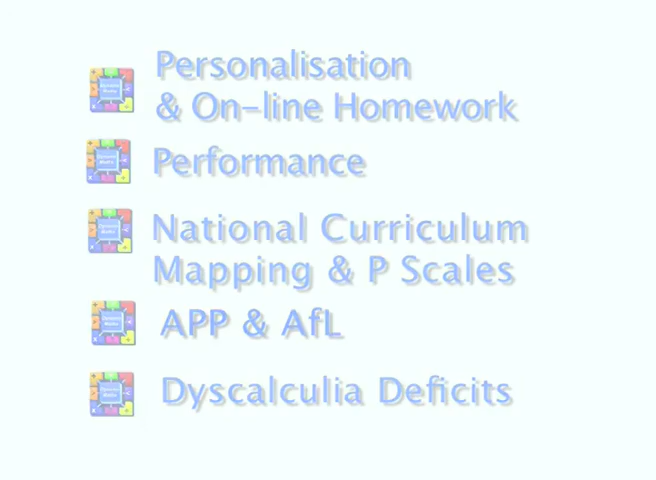 Personalisation
& On-line Homework
Performance
National Curriculum
Mapping & P Scales
APP & AfL
Dyscalculia Deficits